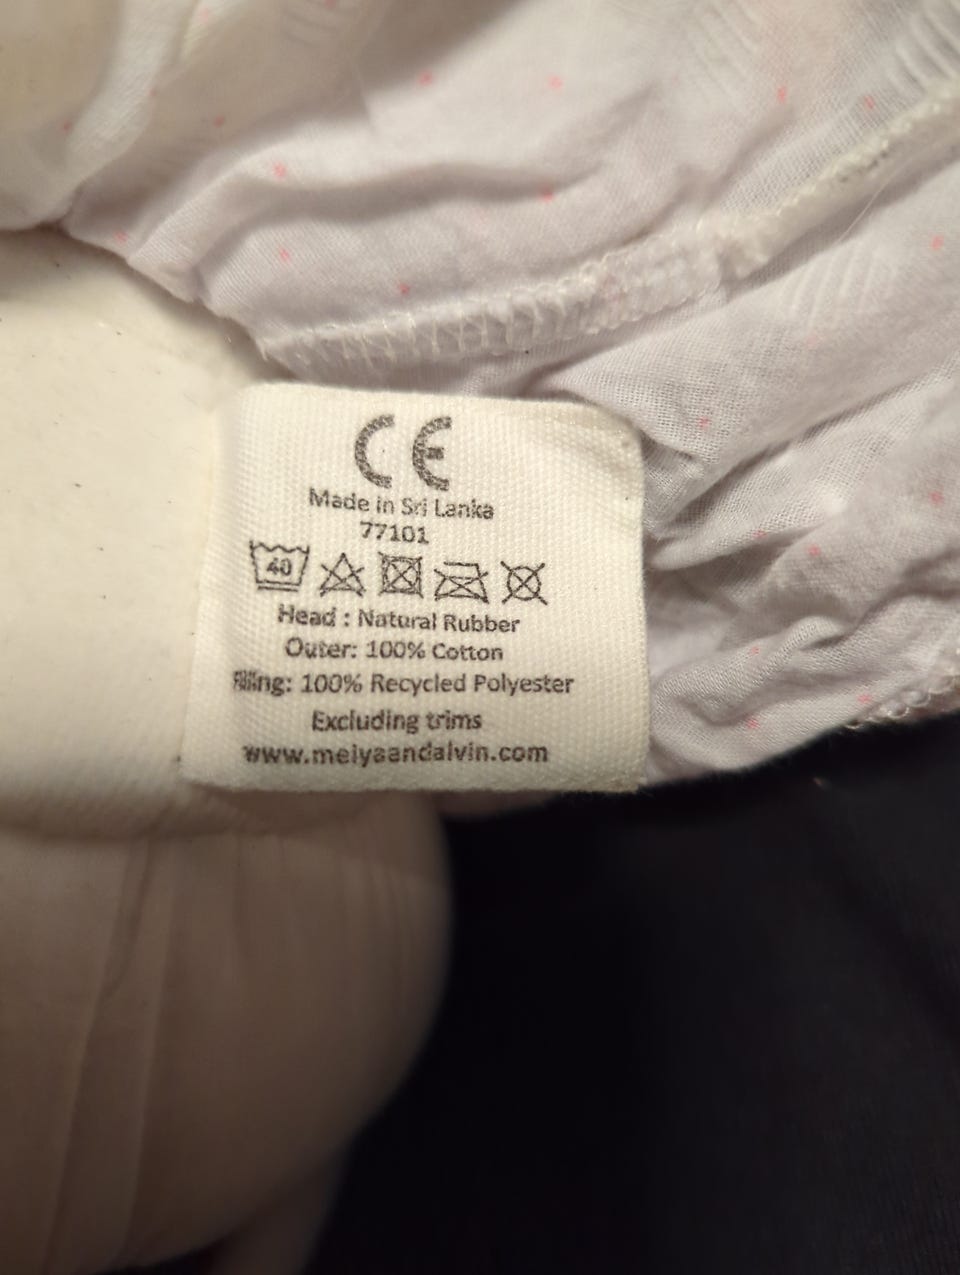 CE
Made in Sri Lanka
77101
40
Head : Natural Rubber
Outer: 100% Cotton
Filling: 100% Recycled Polyester
Excluding trims
www.meiyaandalvin.com